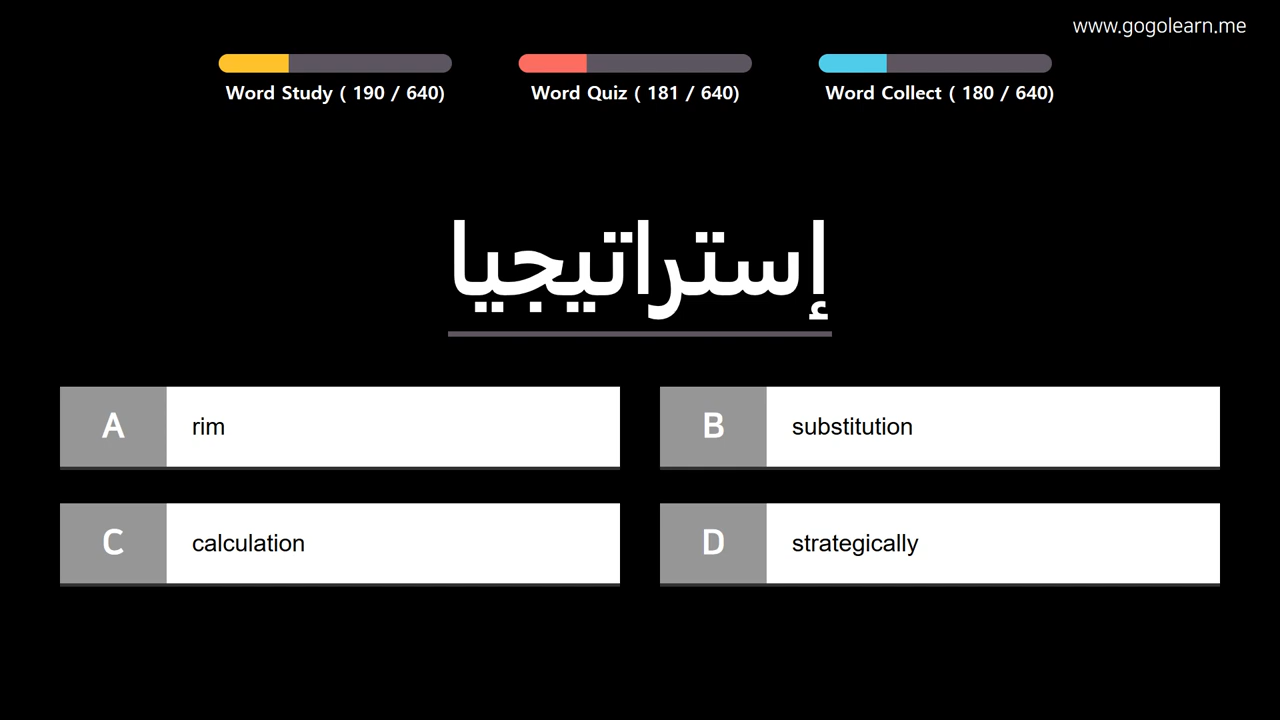 www.gogolearn.me
Word Study ( 190 / 640)
Word Quiz ( 181 / 640)
Word Collect ( 180 / 640)
إستراتيجيا
A rim
B substitution
C calculation
D strategically